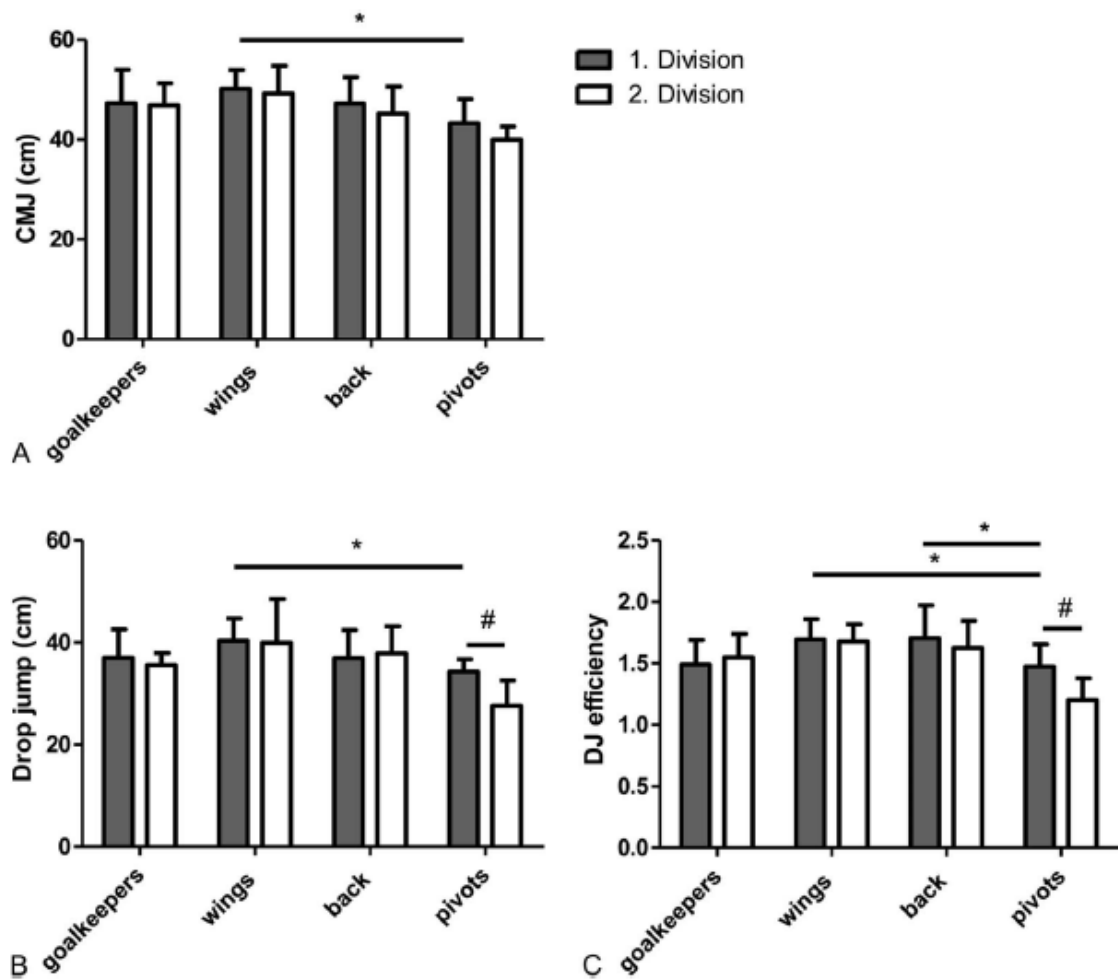 *
60
40
20
0
CMJ (cm)
goalkeepers
wings
back
pivots
1. Division
2. Division
A
*
#
60
40
20
0
Drop jump (cm)
goalkeepers
wings
back
pivots
B
*
*
#
2.5
2.0
1.5
1.0
0.5
0.0
DJ efficiency
goalkeepers
wings
back
pivots
C